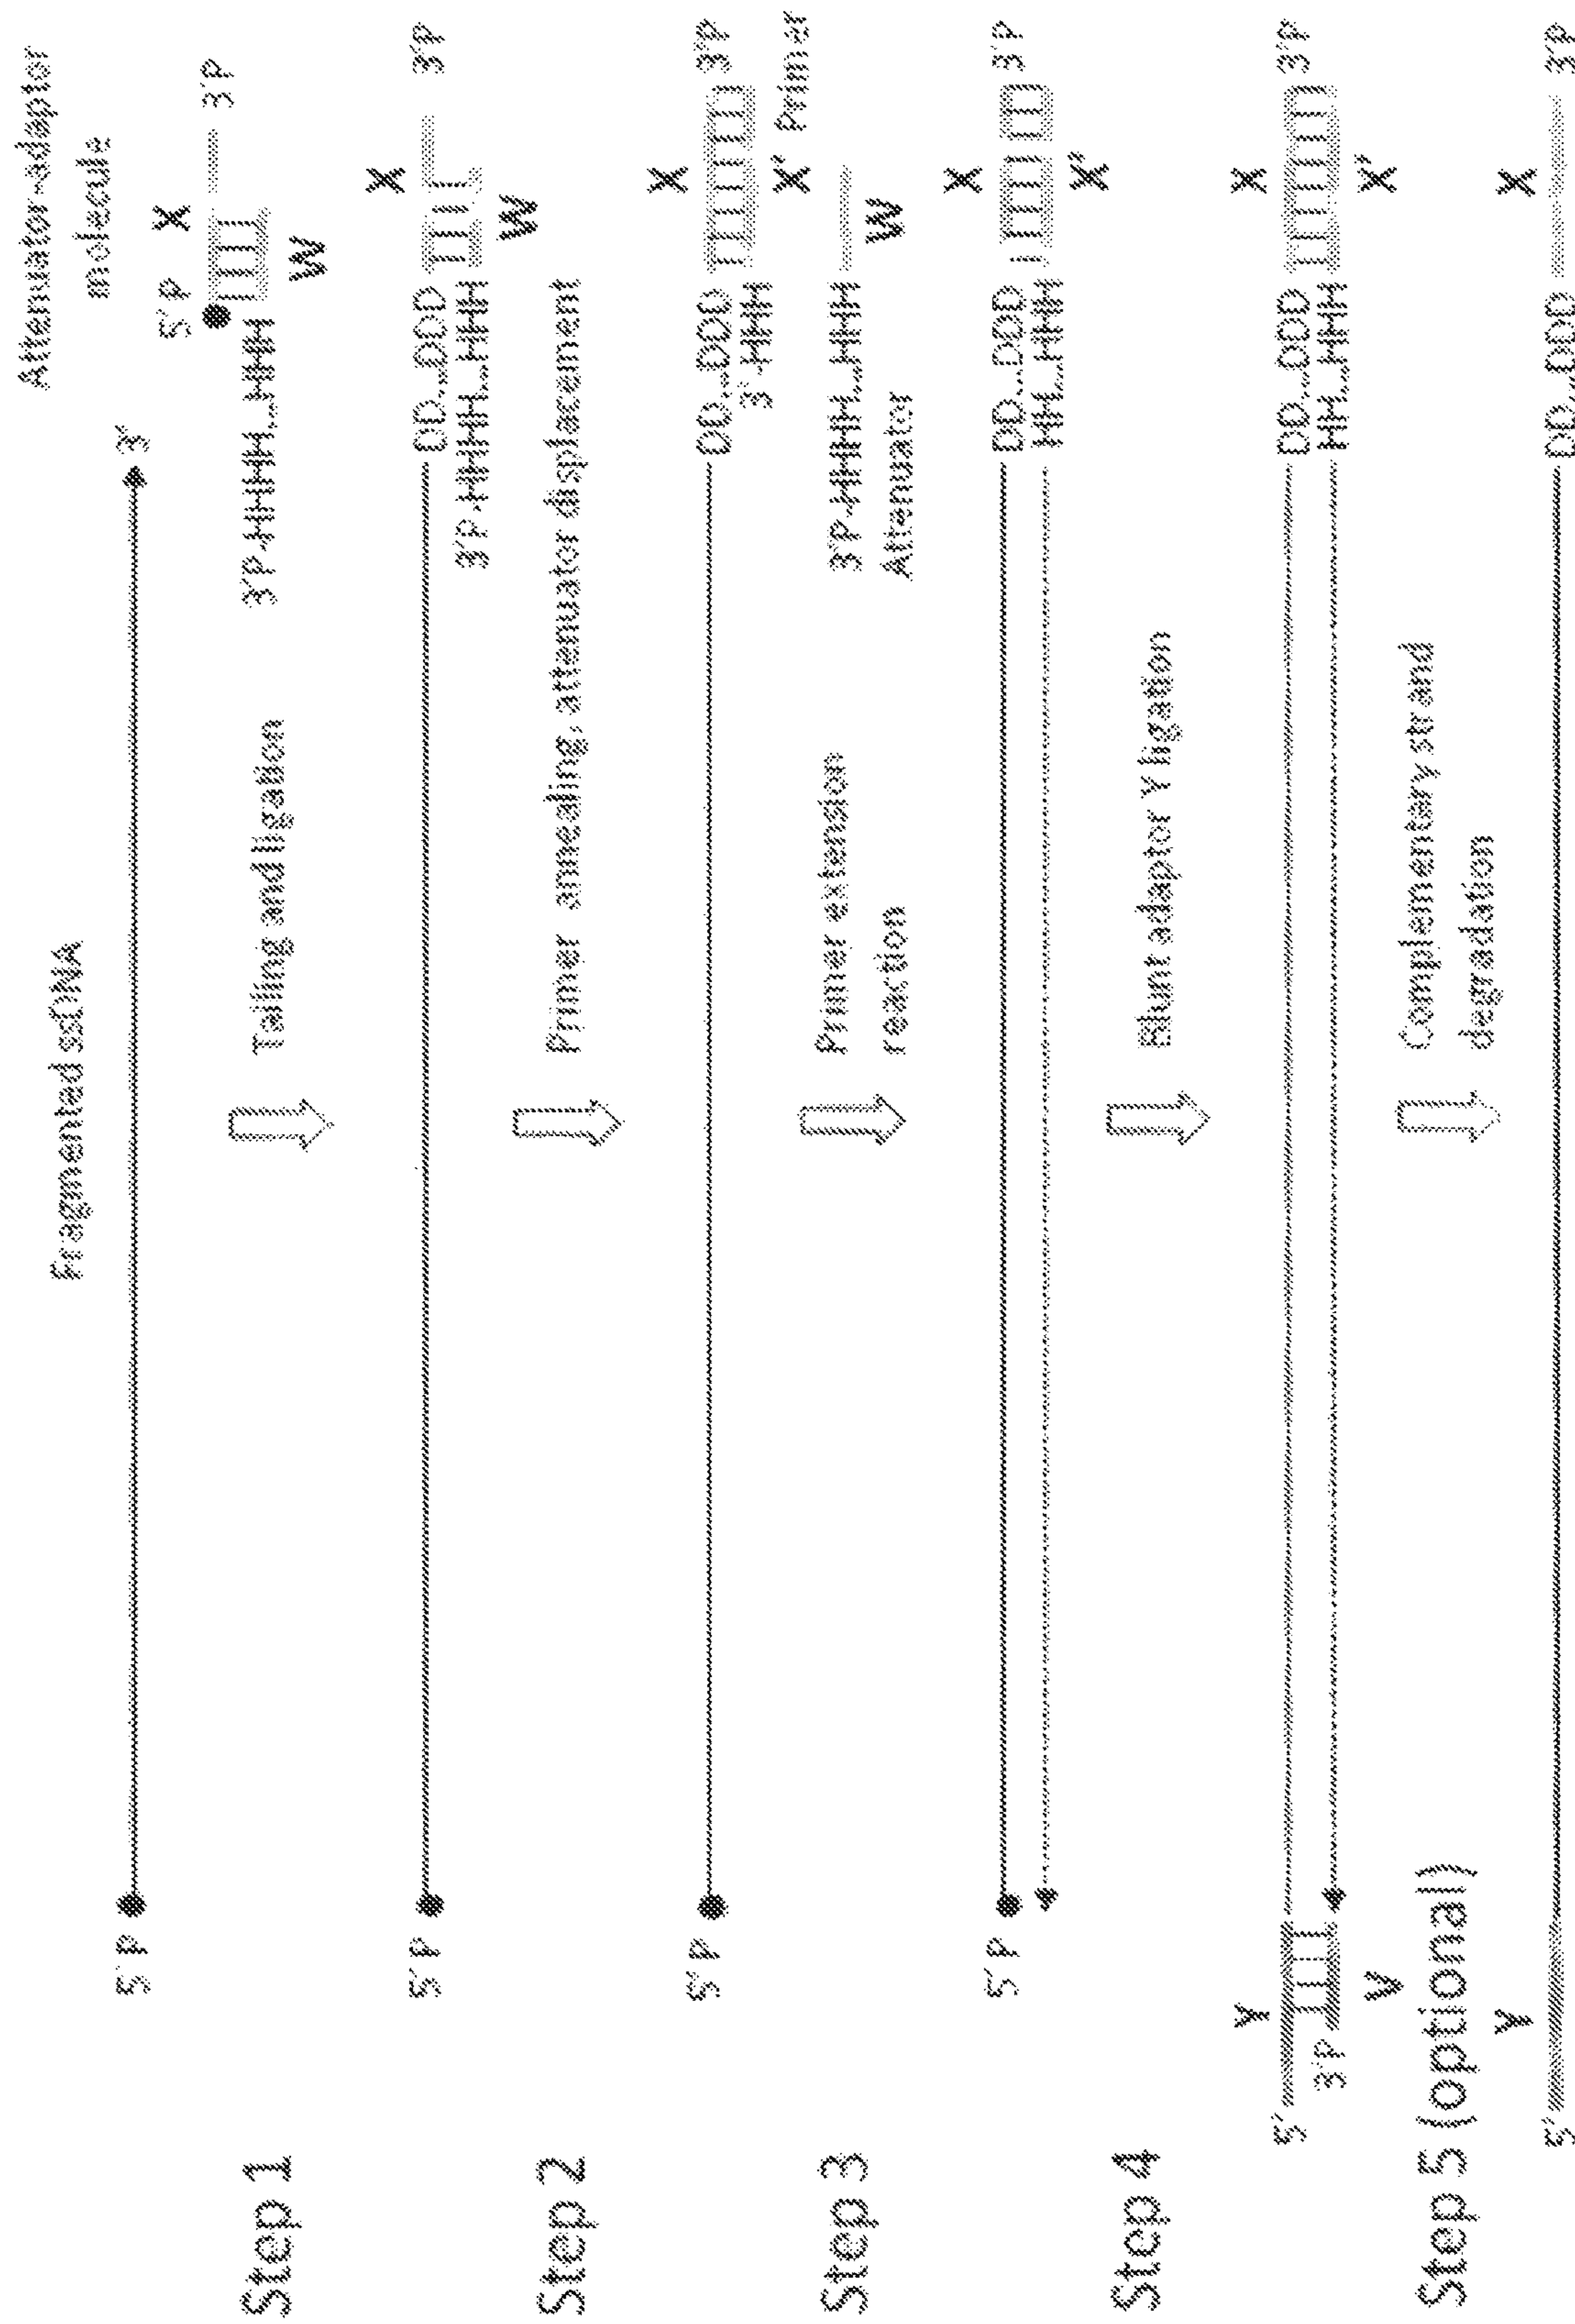 Attenuator-adaptor
molecule
Fragmented ssDNA
3'
5' P X
3'P
3'P-HHHH...HHH
W
5' P
Step 1
Tailing and ligation
X
5' P
DD...DDD
3'P
3'P-HHHH...HHH
W
Step 2
Primer annealing, attenuator displacement
X
5' P
DD...DDD
3'P
3'-HHH
X' Primer
3'P-HHHH...HHH
W
Attenuator
Step 3
Primer extension
reaction
X
5' P
DD...DDD
3'P
HH...HHH
X'
Step 4
Blunt adaptor Y ligation
Y
X
5'
DD...DDD
3'P
3'P
HH...HHH
V
X'
Step 5 (optional)
Complementary strand
degradation
Y
X
5'
DD...DDD
3'P